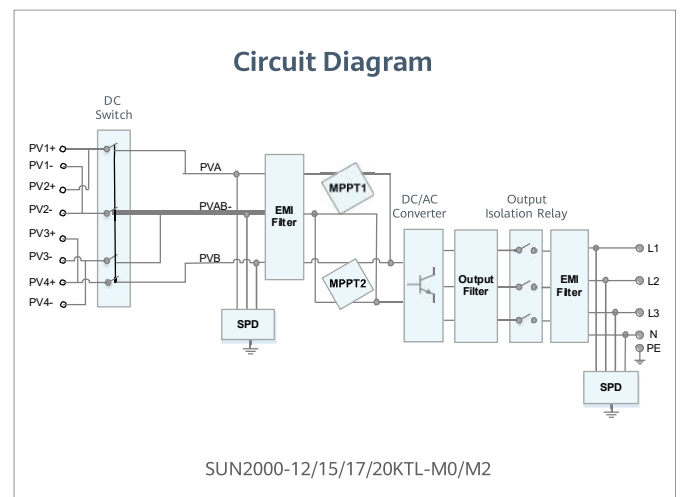 Circuit Diagram
DC
Switch
PV1+
PV1-
PV2+
PV2-
PV3+
PV3-
PV4+
PV4-
PVA
PVAB-
PVB
EMI
Filter
SPD
MPPT1
MPPT2
DC/AC
Converter
Output
Filter
Output
Isolation Relay
EMI
Filter
L1
L2
L3
N
PE
SPD
SUN2000-12/15/17/20KTL-M0/M2